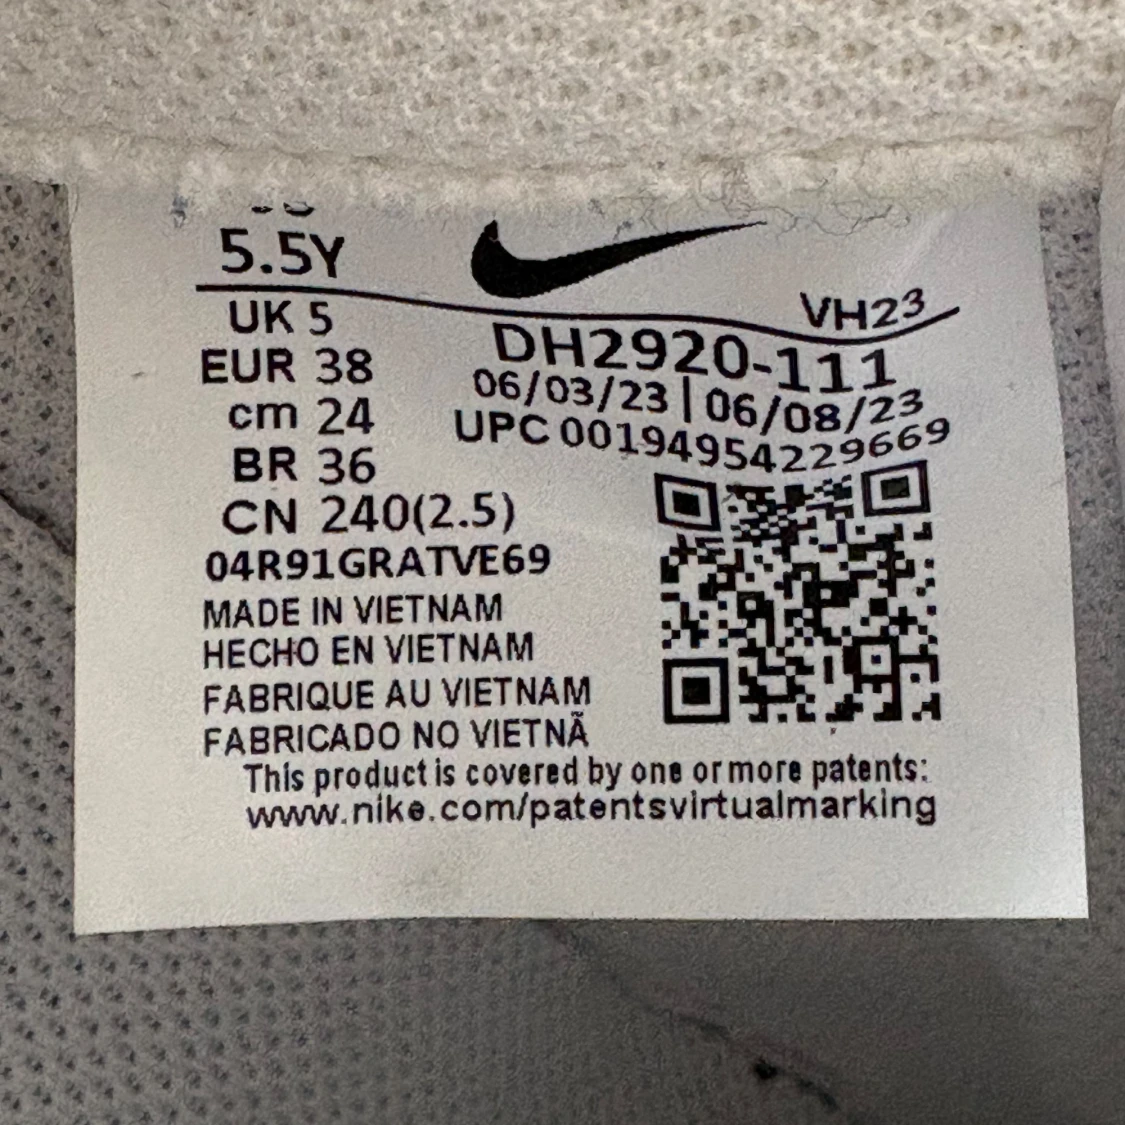 5.5Y
UK 5
EUR 38
cm 24
BR 36
CN 240(2.5)
04R91GRATVE69
MADE IN VIETNAM
HECHO EN VIETNAM
FABRIQUE AU VIETNAM
FABRICADO NO VIETNÃ
VH23
DH2920-111
06/03/23 | 06/08/23
UPC 00194954229669
This product is covered by one or more patents:
www.nike.com/patentsvirtualmarking